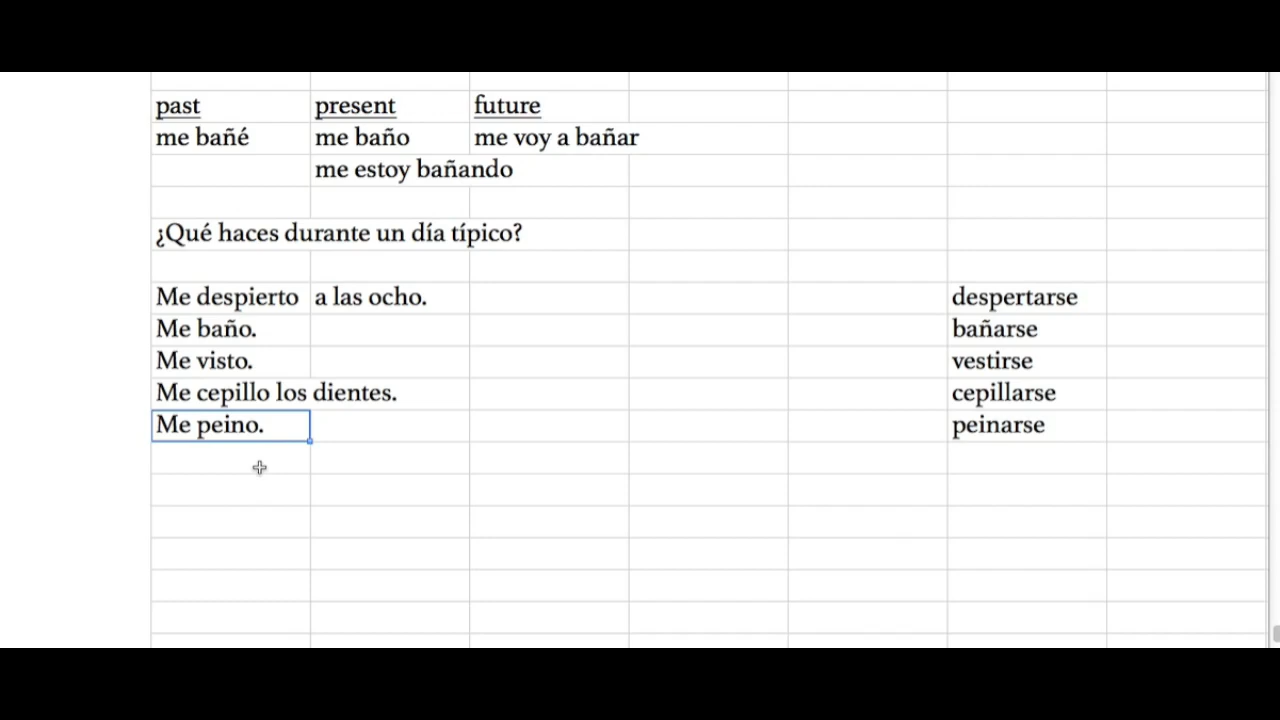 past present future
me bañé me baño me voy a bañar
me estoy bañando
¿Qué haces durante un día típico?
Me despierto a las ocho. despertarse
Me baño. bañarse
Me visto. vestirse
Me cepillo los dientes. cepillarse
Me peino. peinarse